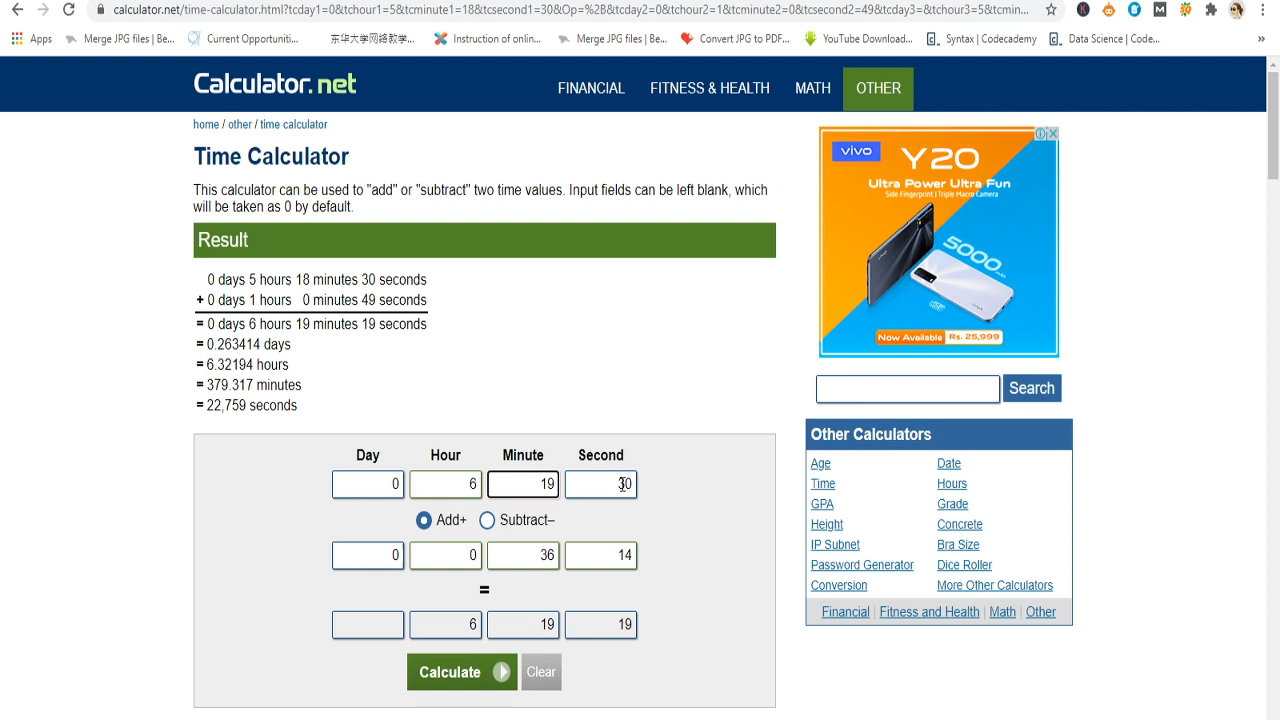 calculator.net/time-calculator.html?tcday1=0&tchour1=5&tcminute1=18&tcsecond1=30&Op=%2B&tcday2=0&tchour2=1&tcminute2=0&tcsecond2=49&tcday3=&tchour3=5&tcmin...
Apps Merge JPG files | Be... Current Opportuniti... 东华大学网络教学... Instruction of onlin... Merge JPG files | Be... Convert JPG to PDF... YouTube Download... Syntax | Codecademy Data Science | Code... »
Calculator.net
FINANCIAL FITNESS & HEALTH MATH OTHER
home / other / time calculator
Time Calculator
This calculator can be used to "add" or "subtract" two time values. Input fields can be left blank, which
will be taken as 0 by default.
Result
0 days 5 hours 18 minutes 30 seconds
+ 0 days 1 hours 0 minutes 49 seconds
= 0 days 6 hours 19 minutes 19 seconds
= 0.263414 days
= 6.32194 hours
= 379.317 minutes
= 22,759 seconds
Day Hour Minute Second
0 6 19 30
Add+ Subtract–
0 0 36 14
=
6 19 19
Calculate Clear
vivo Y20
Ultra Power Ultra Fun
Side Fingerprint | Triple Macro Camera
5000 mAh
Now Available Rs. 25,999
Search
Other Calculators
Age Date
Time Hours
GPA Grade
Height Concrete
IP Subnet Bra Size
Password Generator Dice Roller
Conversion More Other Calculators
Financial | Fitness and Health | Math | Other